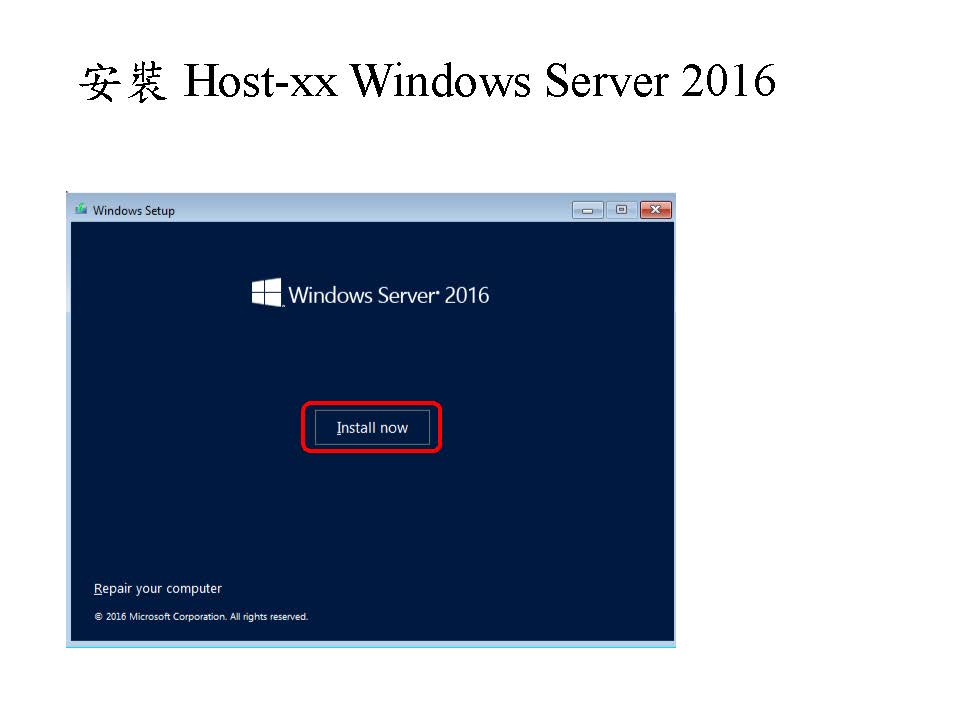 安裝 Host-xx Windows Server 2016
Windows Setup
Windows Server® 2016
Install now
Repair your computer
© 2016 Microsoft Corporation. All rights reserved.